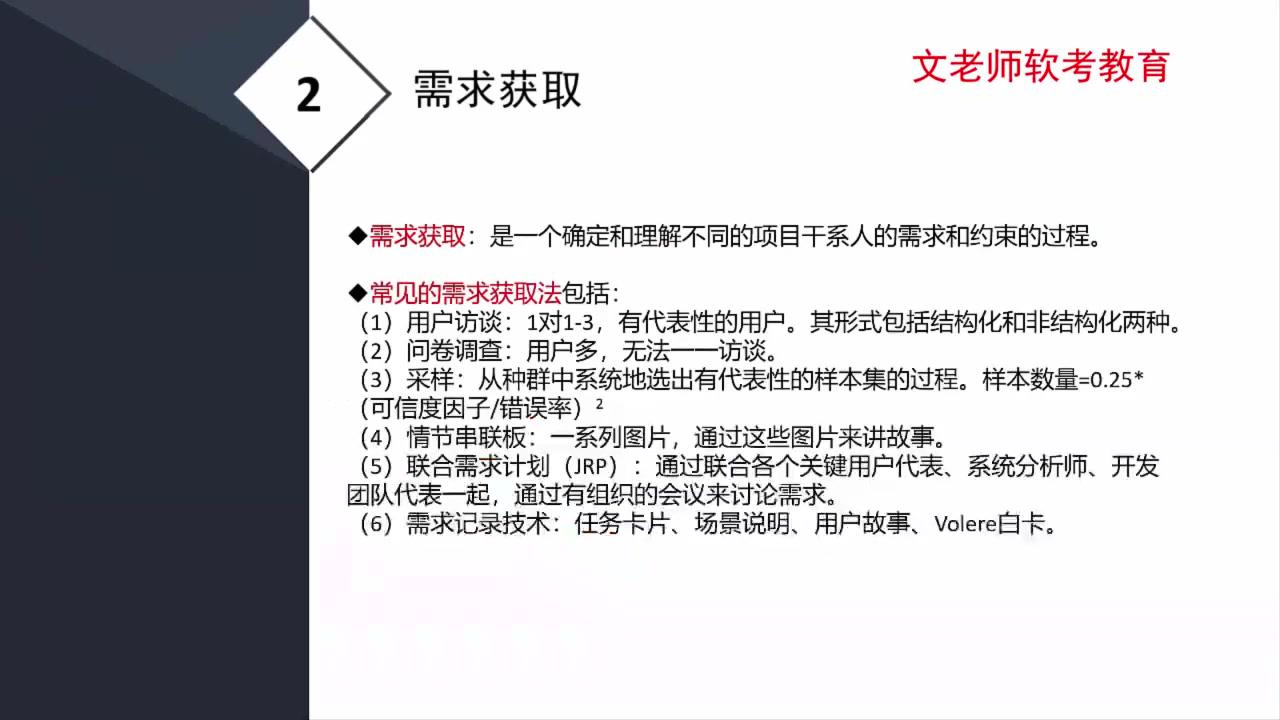 2
需求获取
文老师软考教育
◆需求获取：是一个确定和理解不同的项目干系人的需求和约束的过程。
◆常见的需求获取法包括：
（1）用户访谈：1对1-3，有代表性的用户。其形式包括结构化和非结构化两种。
（2）问卷调查：用户多，无法一一访谈。
（3）采样：从种群中系统地选出有代表性的样本集的过程。样本数量=0.25*
（可信度因子/错误率）²
（4）情节串联板：一系列图片，通过这些图片来讲故事。
（5）联合需求计划（JRP）：通过联合各个关键用户代表、系统分析师、开发
团队代表一起，通过有组织的会议来讨论需求。
（6）需求记录技术：任务卡片、场景说明、用户故事、Volere白卡。